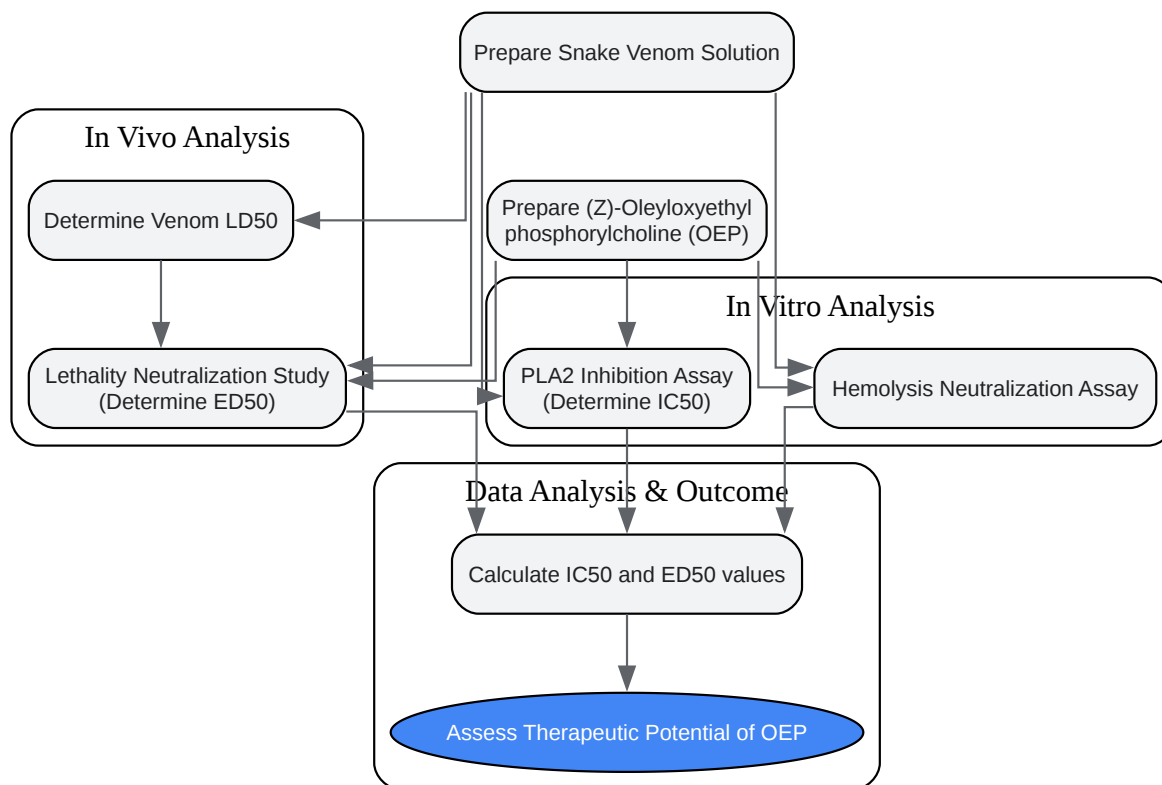 Prepare Snake Venom Solution
In Vivo Analysis
Determine Venom LD50
Prepare (Z)-Oleyloxyethyl
phosphorylcholine (OEP)
In Vitro Analysis
Lethality Neutralization Study
(Determine ED50)
PLA2 Inhibition Assay
(Determine IC50)
Hemolysis Neutralization Assay
Data Analysis & Outcome
Calculate IC50 and ED50 values
Assess Therapeutic Potential of OEP